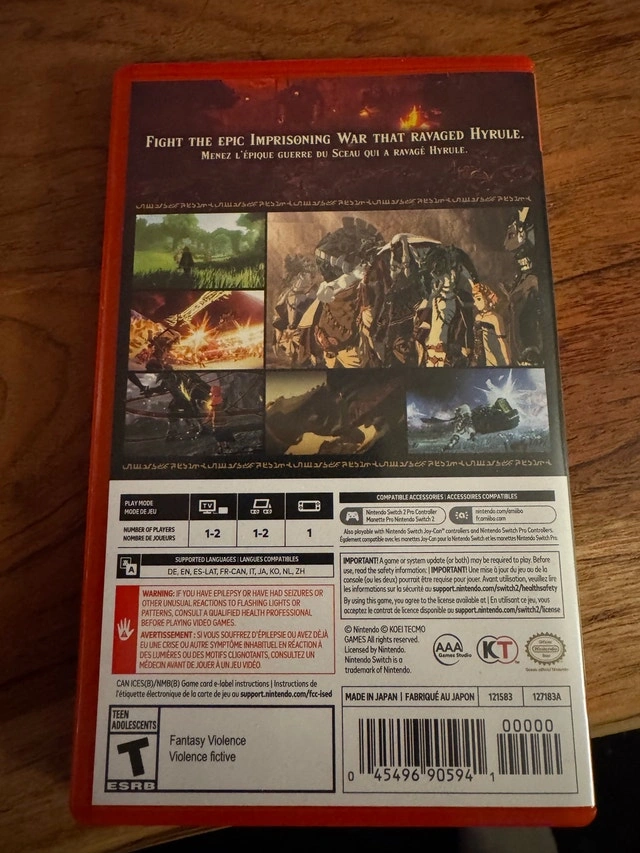 FIGHT THE EPIC IMPRISONING WAR THAT RAVAGED HYRULE.
MENEZ L'ÉPIQUE GUERRE DU SCEAU QUI A RAVAGÉ HYRULE.
PLAY MODE
MODE DE JEU
TV
NUMBER OF PLAYERS
NOMBRE DE JOUEURS
1-2
1-2
1
COMPATIBLE ACCESSORIES | ACCESSOIRES COMPATIBLES
Nintendo Switch 2 Pro Controller
Manette Pro Nintendo Switch 2
nintendo.com/amiibo
fr.amiibo.com
Also playable with Nintendo Switch Joy-Con™ controllers and Nintendo Switch Pro Controllers.
Également compatible avec les manettes Joy-Con pour la Nintendo Switch et les manettes Nintendo Switch Pro.
A
SUPPORTED LANGUAGES | LANGUES COMPATIBLES
DE, EN, ES-LAT, FR-CAN, IT, JA, KO, NL, ZH
WARNING: IF YOU HAVE EPILEPSY OR HAVE HAD SEIZURES OR
OTHER UNUSUAL REACTIONS TO FLASHING LIGHTS OR
PATTERNS, CONSULT A QUALIFIED HEALTH PROFESSIONAL
BEFORE PLAYING VIDEO GAMES.
AVERTISSEMENT : SI VOUS SOUFFREZ D'ÉPILEPSIE OU AVEZ DÉJÀ
EU UNE CRISE OU AUTRE SYMPTÔME INHABITUEL EN RÉACTION À
DES LUMIÈRES OU DES MOTIFS CLIGNOTANTS, CONSULTEZ UN
MÉDECIN AVANT DE JOUER À UN JEU VIDÉO.
IMPORTANT! A game or system update (or both) may be required to play. Before
use, read the safety information. | IMPORTANT! Une mise à jour du jeu ou de la
console (ou les deux) pourrait être requise pour jouer. Avant utilisation, veuillez lire
les informations sur la sécurité au support.nintendo.com/switch2/healthsafety
By using this game, you agree to the license available at | En utilisant ce jeu, vous
acceptez le contrat de licence disponible au support.nintendo.com/switch2/license
© Nintendo © KOEI TECMO
GAMES All rights reserved.
Licensed by Nintendo.
Nintendo Switch is a
trademark of Nintendo.
AAA
Games Studio
KT
Nintendo
CAN ICES(B)/NMB(B) Game card e-label instructions | Instructions de
l'étiquette électronique de la carte de jeu au support.nintendo.com/fcc-ised
MADE IN JAPAN | FABRIQUÉ AU JAPON
121583
127183A
TEEN
ADOLESCENTS
T
ESRB
Fantasy Violence
Violence fictive
00000
0 45496 90594 1